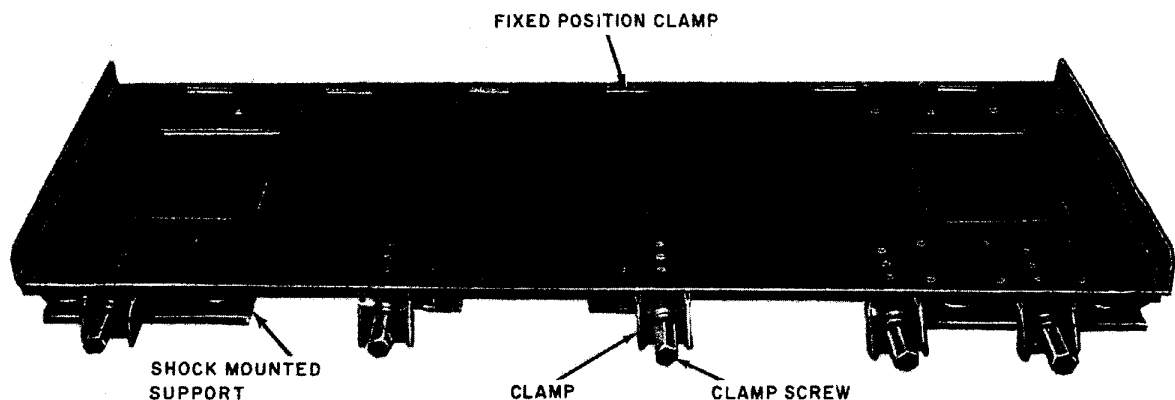 FIXED POSITION CLAMP
SHOCK MOUNTED
SUPPORT
CLAMP
CLAMP SCREW